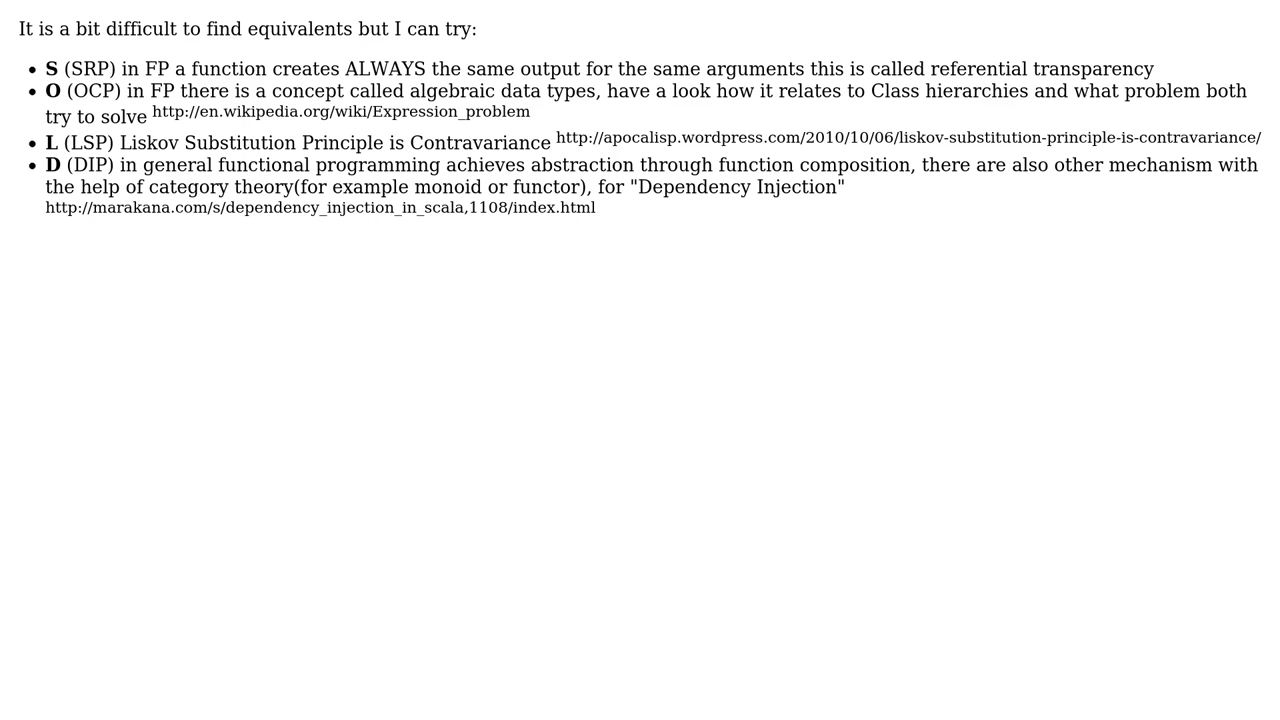 It is a bit difficult to find equivalents but I can try:
• S (SRP) in FP a function creates ALWAYS the same output for the same arguments this is called referential transparency
• O (OCP) in FP there is a concept called algebraic data types, have a look how it relates to Class hierarchies and what problem both
try to solve http://en.wikipedia.org/wiki/Expression_problem
• L (LSP) Liskov Substitution Principle is Contravariance http://apocalisp.wordpress.com/2010/10/06/liskov-substitution-principle-is-contravariance/
• D (DIP) in general functional programming achieves abstraction through function composition, there are also other mechanism with
the help of category theory(for example monoid or functor), for "Dependency Injection"
http://marakana.com/s/dependency_injection_in_scala,1108/index.html